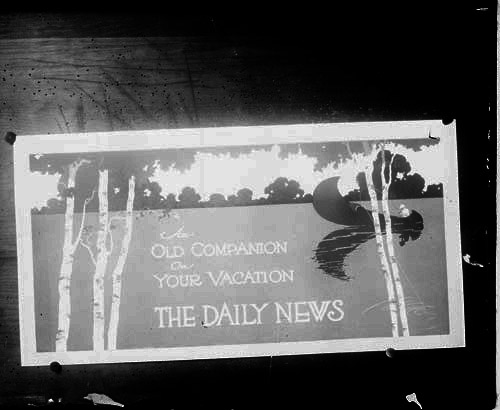 An
OLD COMPANION
On
YOUR VACATION
THE DAILY NEWS